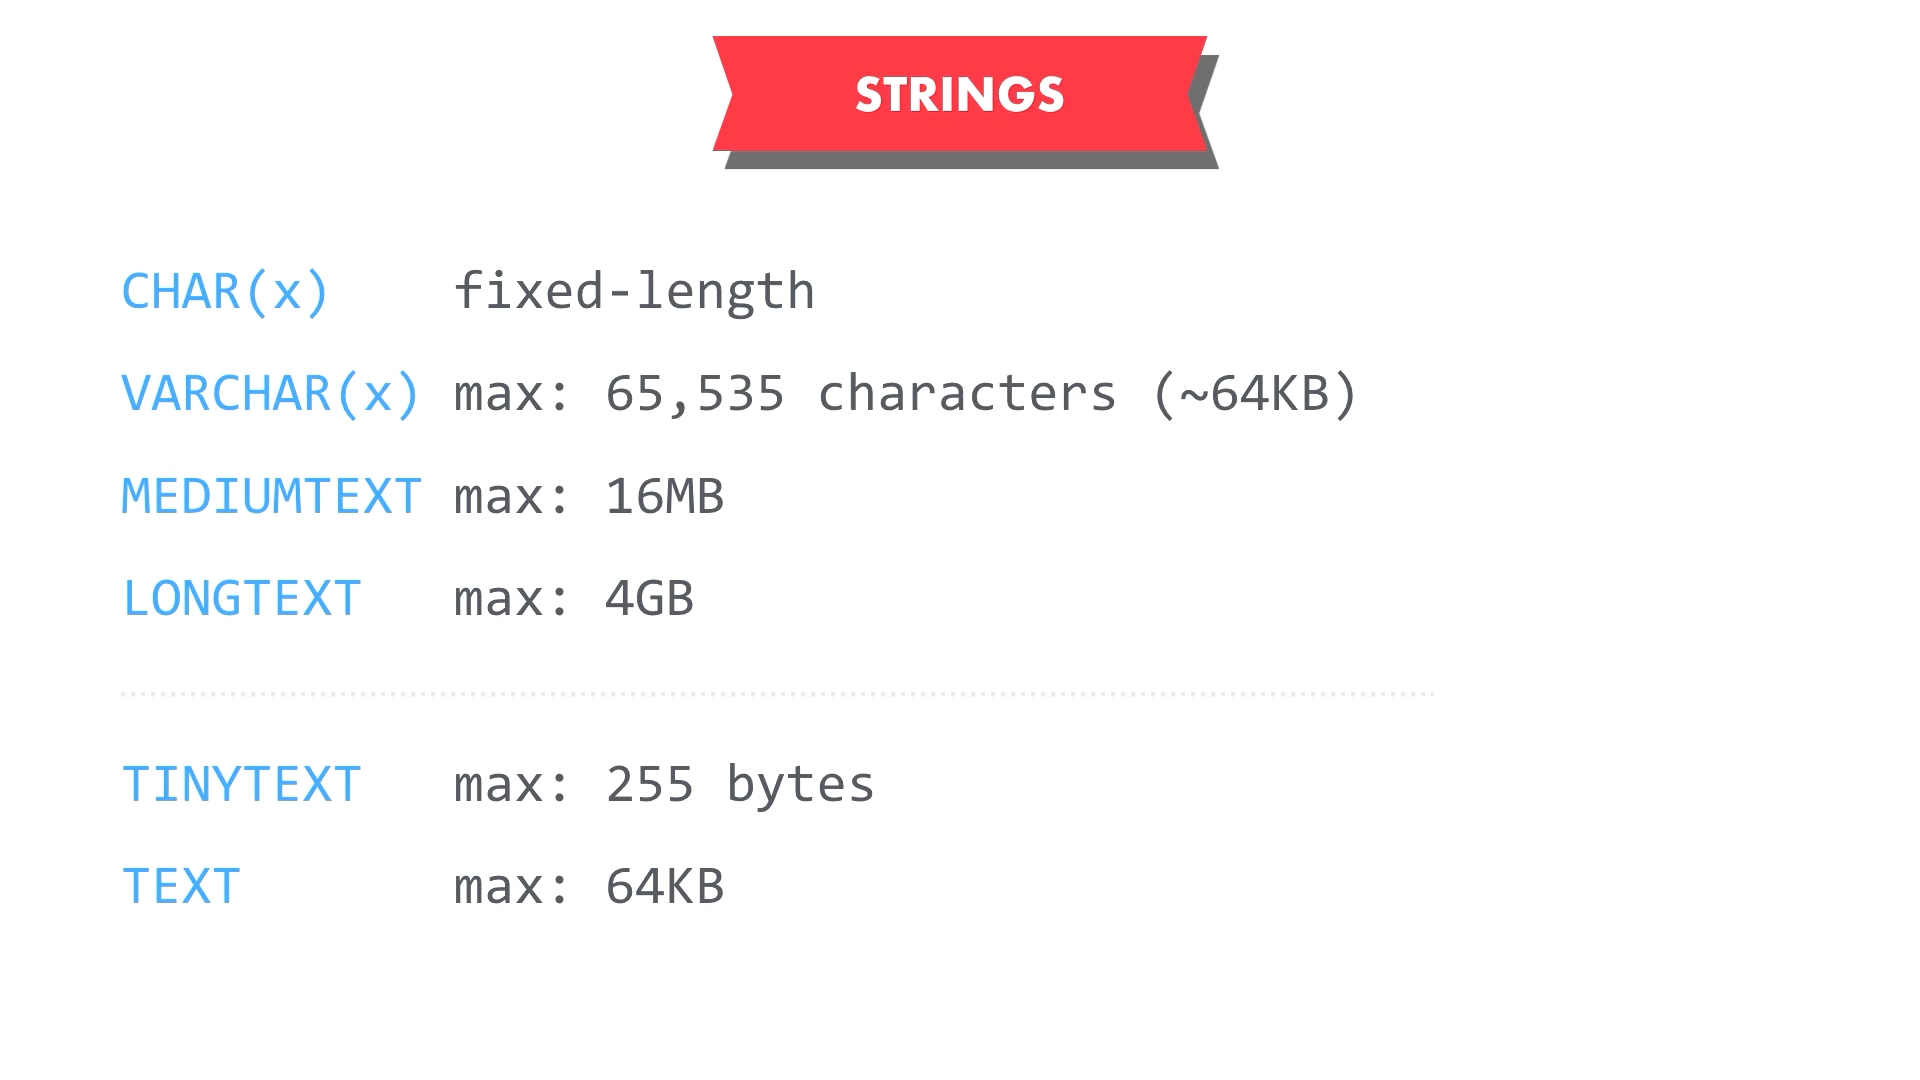 STRINGS
CHAR(x) fixed-length
VARCHAR(x) max: 65,535 characters (~64KB)
MEDIUMTEXT max: 16MB
LONGTEXT max: 4GB
TINYTEXT max: 255 bytes
TEXT max: 64KB